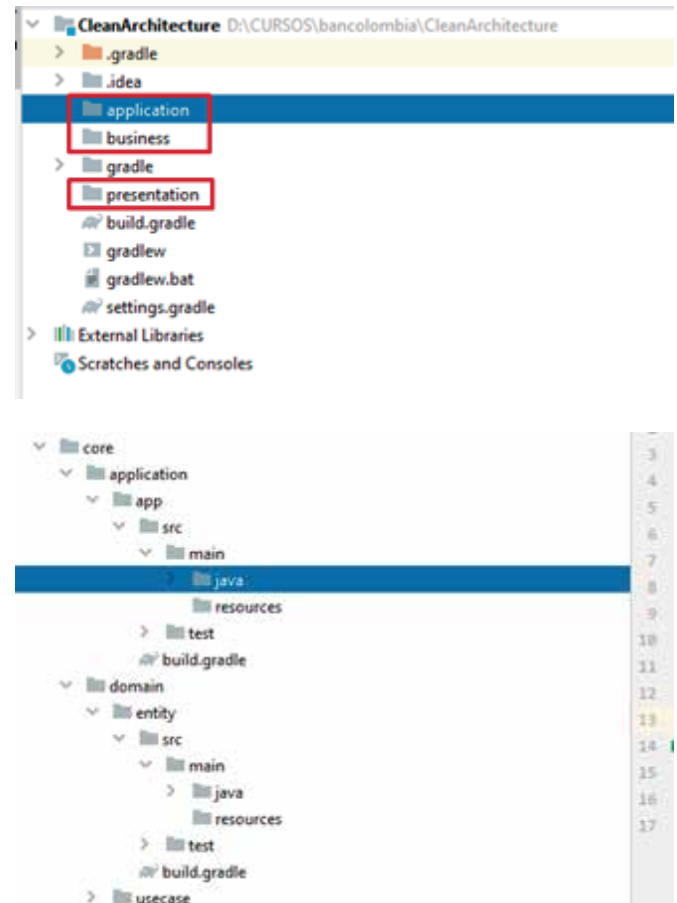 CleanArchitecture D:\CURSOS\bancolombia\CleanArchitecture
.gradle
.idea
application
business
gradle
presentation
build.gradle
gradlew
gradlew.bat
settings.gradle
External Libraries
Scratches and Consoles
core
3
application
4
app
5
src
6
main
7
java
8
resources
9
test
10
build.gradle
11
domain
12
entity
13
src
14
main
15
java
16
resources
17
test
build.gradle
usecase